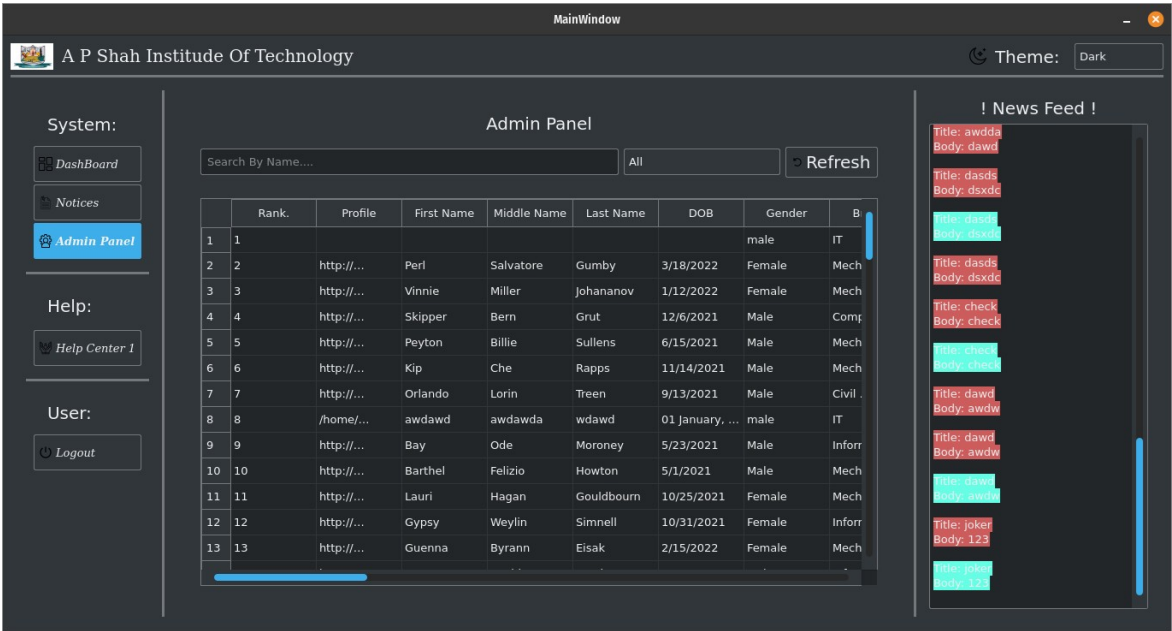 MainWindow
A P Shah Institute Of Technology
Theme: Dark
System:
DashBoard
Notices
Admin Panel
Help:
Help Center 1
User:
Logout
Admin Panel
Search By Name.... All Refresh
Rank. Profile First Name Middle Name Last Name DOB Gender
1 1 male IT
2 2 http://... Perl Salvatore Gumby 3/18/2022 Female Mech
3 3 http://... Vinnie Miller Johananov 1/12/2022 Female Mech
4 4 http://... Skipper Bern Grut 12/6/2021 Male Comp
5 5 http://... Peyton Billie Sullens 6/15/2021 Male Mech
6 6 http://... Kip Che Rapps 11/14/2021 Male Mech
7 7 http://... Orlando Lorin Treen 9/13/2021 Male Civil .
8 8 /home/... awdawd awdawda wdawd 01 January, ... male IT
9 9 http://... Bay Ode Moroney 5/23/2021 Male Infor
10 10 http://... Barthel Felizio Howton 5/1/2021 Male Mech
11 11 http://... Lauri Hagan Gouldbourn 10/25/2021 Female Mech
12 12 http://... Gypsy Weylin Simnell 10/31/2021 Female Infor
13 13 http://... Guenna Byrann Eisak 2/15/2022 Female Mech
! News Feed !
Title: awdda
Body: dawd
Title: dasds
Body: dsxdc
Title: dasds
Body: dsxdc
Title: dasds
Body: dsxdc
Title: check
Body: check
Title: check
Body: check
Title: dawd
Body: awdw
Title: dawd
Body: awdw
Title: dawd
Body: awdw
Title: joker
Body: 123
Title: joker
Body: 123